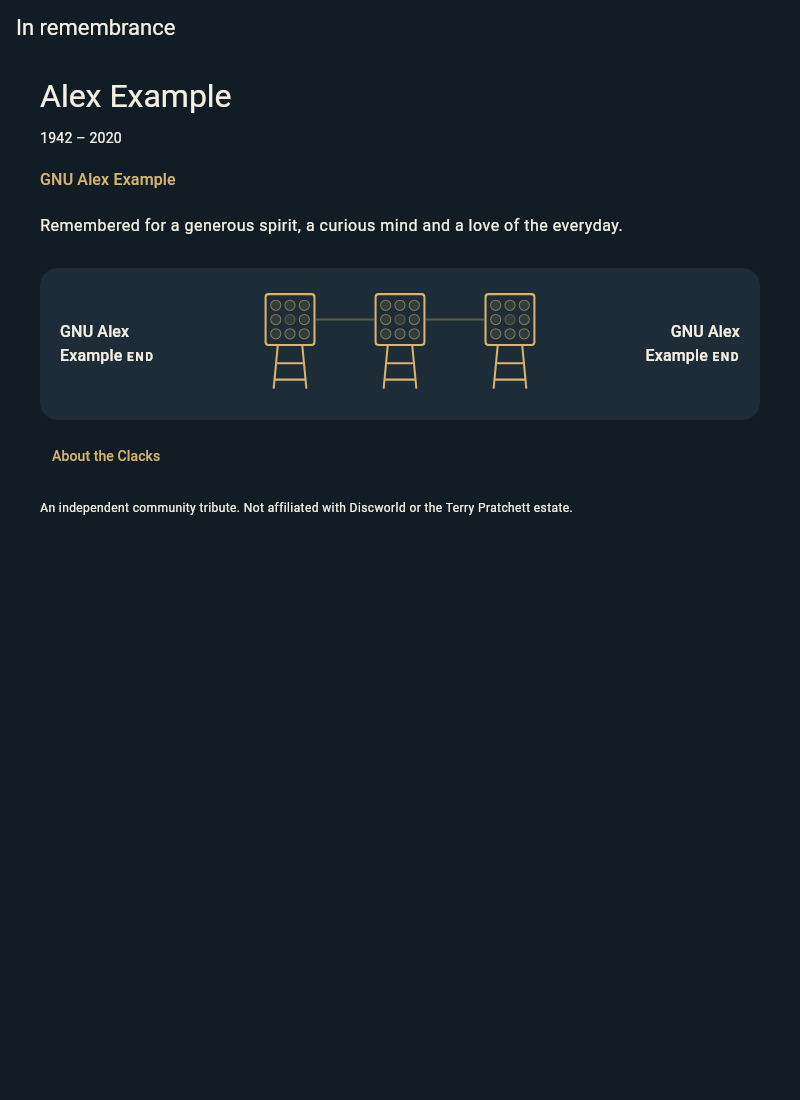 In remembrance
Alex Example
1942 – 2020
GNU Alex Example
Remembered for a generous spirit, a curious mind and a love of the everyday.
GNU Alex
Example END
GNU Alex
Example END
About the Clacks
An independent community tribute. Not affiliated with Discworld or the Terry Pratchett estate.